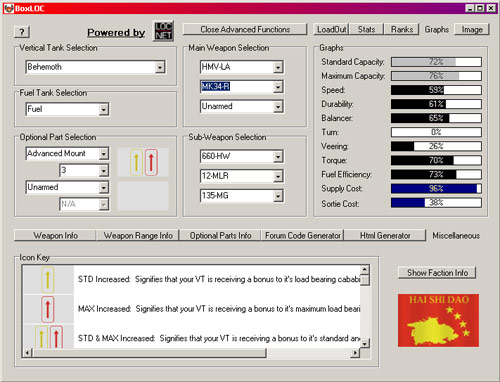 BoxLOC
?
Powered by
LOC
NET
Close Advanced Functions
LoadOut Stats Ranks Graphs Image
Vertical Tank Selection
Behemoth
Fuel Tank Selection
Fuel
Optional Part Selection
Advanced Mount
3
Unarmed
N/A
Main Weapon Selection
HMV-LA
MK34-R
Unarmed
Sub-Weapon Selection
660-HW
12-MLR
135-MG
Graphs
Standard Capacity: 72%
Maximum Capacity: 76%
Speed: 59%
Durability: 61%
Balancer: 65%
Turn: 0%
Veering: 26%
Torque: 70%
Fuel Efficiency: 73%
Supply Cost: 96%
Sortie Cost: 38%
Weapon Info Weapon Range Info Optional Parts Info Forum Code Generator Html Generator Miscellaneous
Icon Key
STD Increased: Signifies that your VT is receiving a bonus to it's load bearing cabab
MAX Increased: Signifies that your VT is receiving a bonus to it's maximum load beari
STD & MAX Increased: Signifies that your VT is receiving a bonus to it's standard an
Show Faction Info
HAI SHI DAO